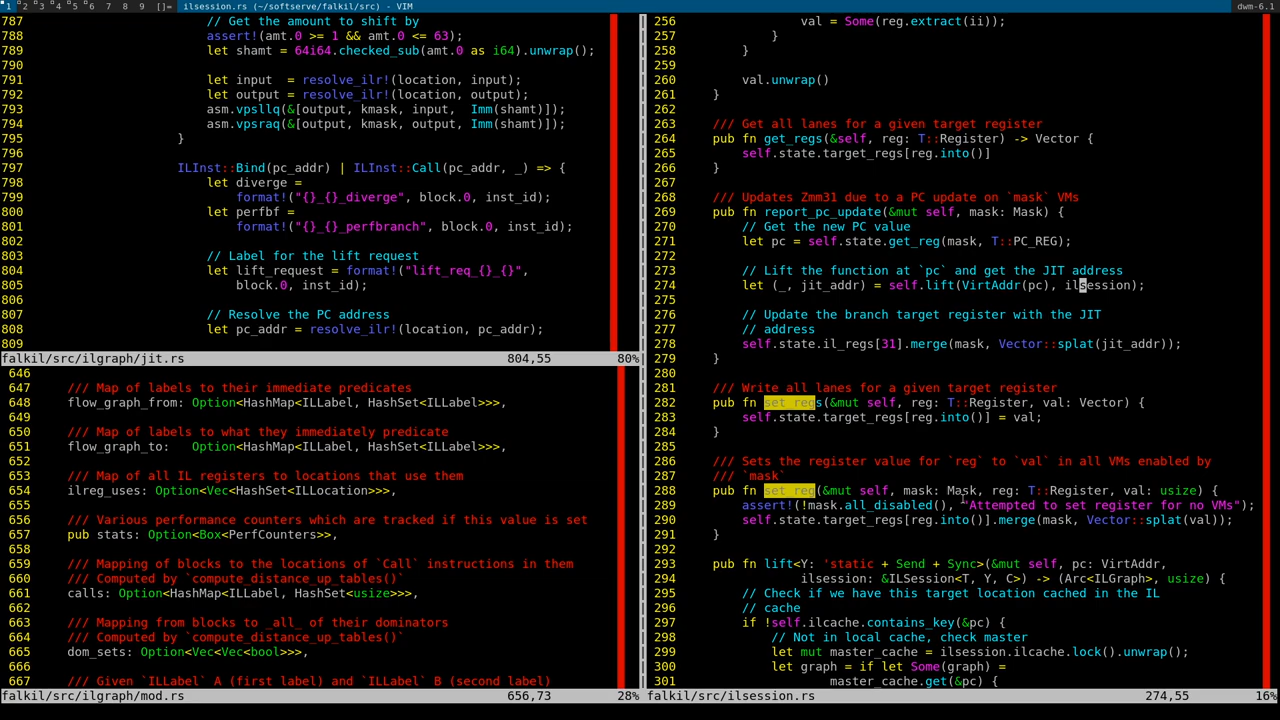 1 2 3 4 5 6 7 8 9 []= ilsession.rs (~/softserve/falkil/src) - VIM dwm-6.1
787 // Get the amount to shift by
788 assert!(amt.0 >= 1 && amt.0 <= 63);
789 let shamt = 64i64.checked_sub(amt.0 as i64).unwrap();
790
791 let input  = resolve_ilr!(location, input);
792 let output = resolve_ilr!(location, output);
793 asm.vpsllq(&[output, kmask, input,  Imm(shamt)]);
794 asm.vpsraq(&[output, kmask, output, Imm(shamt)]);
795 }
796
797 ILInst::Bind(pc_addr) | ILInst::Call(pc_addr, _) => {
798 let diverge =
799 format!("{}_{}_diverge", block.0, inst_id);
800 let perfbf =
801 format!("{}_{}_perfbranch", block.0, inst_id);
802
803 // Label for the lift request
804 let lift_request = format!("lift_req_{}_{}",
805 block.0, inst_id);
806
807 // Resolve the PC address
808 let pc_addr = resolve_ilr!(location, pc_addr);
809
falkil/src/ilgraph/jit.rs 804,55 80%
646
647 /// Map of labels to their immediate predicates
648 flow_graph_from: Option<HashMap<ILLabel, HashSet<ILLabel>>>,
649
650 /// Map of labels to what they immediately predicate
651 flow_graph_to:   Option<HashMap<ILLabel, HashSet<ILLabel>>>,
652
653 /// Map of all IL registers to locations that use them
654 ilreg_uses: Option<Vec<HashSet<ILLocation>>>,
655
656 /// Various performance counters which are tracked if this value is set
657 pub stats: Option<Box<PerfCounters>>,
658
659 /// Mapping of blocks to the locations of `Call` instructions in them
660 /// Computed by `compute_distance_up_tables()`
661 calls: Option<HashMap<ILLabel, HashSet<usize>>>,
662
663 /// Mapping from blocks to _all_ of their dominators
664 /// Computed by `compute_distance_up_tables()`
665 dom_sets: Option<Vec<Vec<bool>>>,
666
667 /// Given `ILLabel` A (first label) and `ILLabel` B (second label)
falkil/src/ilgraph/mod.rs 656,73 28%
256 val = Some(reg.extract(ii));
257 }
258 }
259
260 val.unwrap()
261 }
262
263 /// Get all lanes for a given target register
264 pub fn get_regs(&self, reg: T::Register) -> Vector {
265 self.state.target_regs[reg.into()]
266 }
267
268 /// Updates Zmm31 due to a PC update on `mask` VMs
269 pub fn report_pc_update(&mut self, mask: Mask) {
270 // Get the new PC value
271 let pc = self.state.get_reg(mask, T::PC_REG);
272
273 // Lift the function at `pc` and get the JIT address
274 let (_, jit_addr) = self.lift(VirtAddr(pc), ilsession);
275
276 // Update the branch target register with the JIT
277 // address
278 self.state.il_regs[31].merge(mask, Vector::splat(jit_addr));
279 }
280
281 /// Write all lanes for a given target register
282 pub fn set_regs(&mut self, reg: T::Register, val: Vector) {
283 self.state.target_regs[reg.into()] = val;
284 }
285
286 /// Sets the register value for `reg` to `val` in all VMs enabled by
287 /// `mask`
288 pub fn set_reg(&mut self, mask: Mask, reg: T::Register, val: usize) {
289 assert!(!mask.all_disabled(), "Attempted to set register for no VMs");
290 self.state.target_regs[reg.into()].merge(mask, Vector::splat(val));
291 }
292
293 pub fn lift<Y: 'static + Send + Sync>(&mut self, pc: VirtAddr,
294 ilsession: &ILSession<T, Y, C>) -> (Arc<ILGraph>, usize) {
295 // Check if we have this target location cached in the IL
296 // cache
297 if !self.ilcache.contains_key(&pc) {
298 // Not in local cache, check master
299 let mut master_cache = ilsession.ilcache.lock().unwrap();
300 let graph = if let Some(graph) =
301 master_cache.get(&pc) {
falkil/src/ilsession.rs 274,55 16%